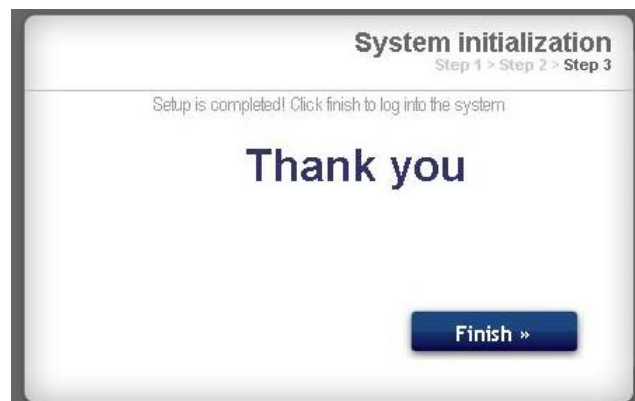 System initialization
Step 1 > Step 2 > Step 3
Setup is completed! Click finish to log into the system
Thank you
Finish »